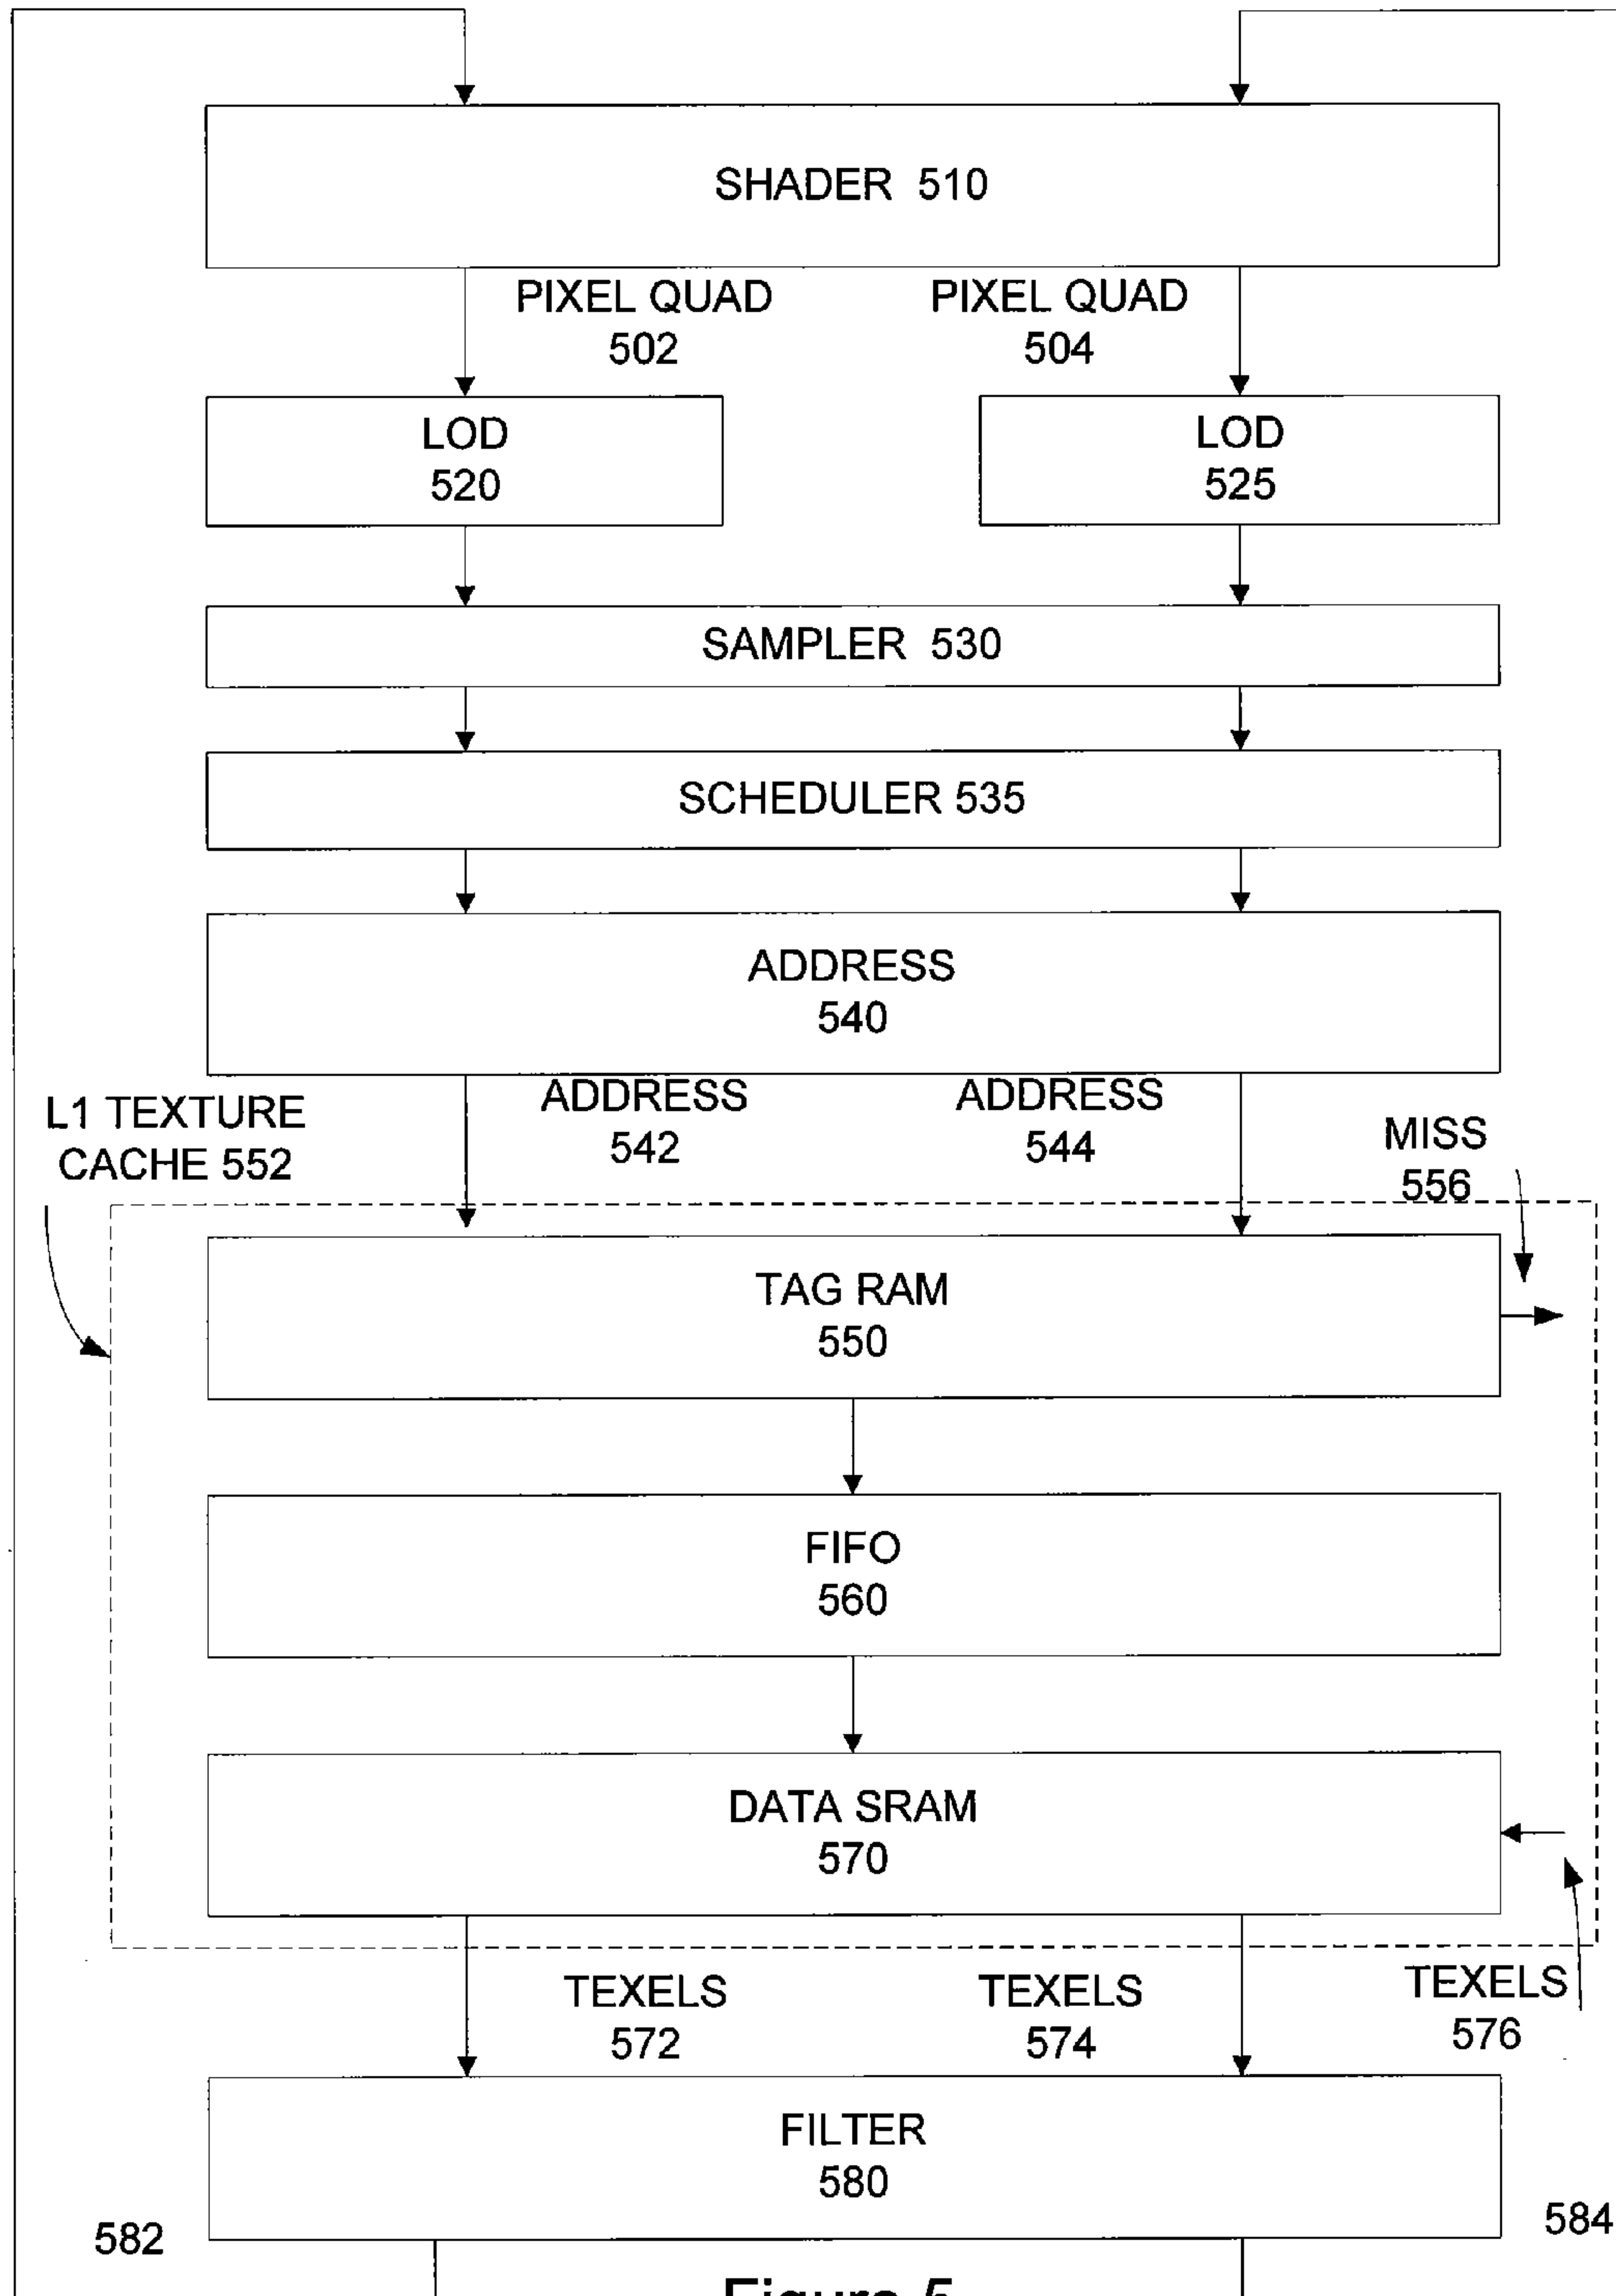 SHADER 510
PIXEL QUAD
502
PIXEL QUAD
504
LOD
520
LOD
525
SAMPLER 530
SCHEDULER 535
ADDRESS
540
L1 TEXTURE
CACHE 552
ADDRESS
542
ADDRESS
544
MISS
556
TAG RAM
550
FIFO
560
DATA SRAM
570
TEXELS
572
TEXELS
574
TEXELS
576
FILTER
580
582
584
Figure 5